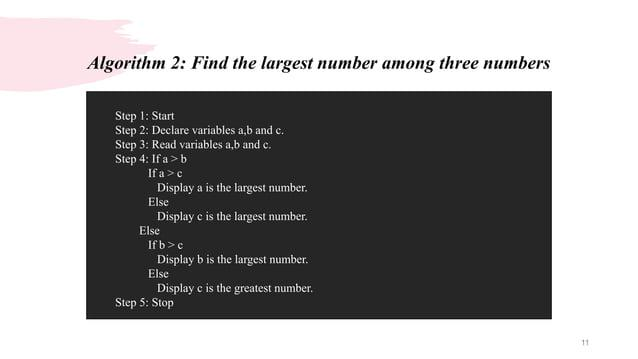 Algorithm 2: Find the largest number among three numbers
Step 1: Start
Step 2: Declare variables a,b and c.
Step 3: Read variables a,b and c.
Step 4: If a > b
If a > c
Display a is the largest number.
Else
Display c is the largest number.
Else
If b > c
Display b is the largest number.
Else
Display c is the greatest number.
Step 5: Stop
11